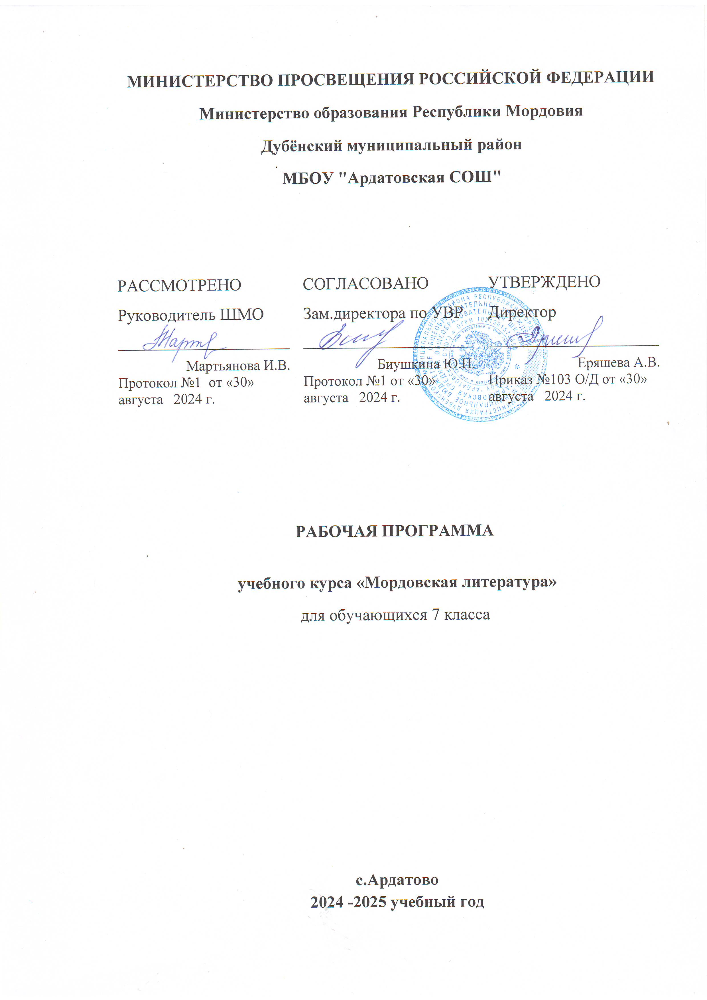 МИНИСТЕРСТВО ПРОСВЕЩЕНИЯ РОССИЙСКОЙ ФЕДЕРАЦИИ
Министерство образования Республики Мордовия
Дубёнский муниципальный район
МБОУ "Ардатовская СОШ"
РАССМОТРЕНО
Руководитель ШМО
Мартьянова И.В.
Протокол №1 от «30»
августа 2024 г.
СОГЛАСОВАНО
Зам.директора по УВР
Биушкина Ю.П.
Протокол №1 от «30»
августа 2024 г.
УТВЕРЖДЕНО
Директор
Еряшева А.В.
Приказ №103 О/Д от «30»
августа 2024 г.
РАБОЧАЯ ПРОГРАММА
учебного курса «Мордовская литература»
для обучающихся 7 класса
с.Ардатово
2024 -2025 учебный год